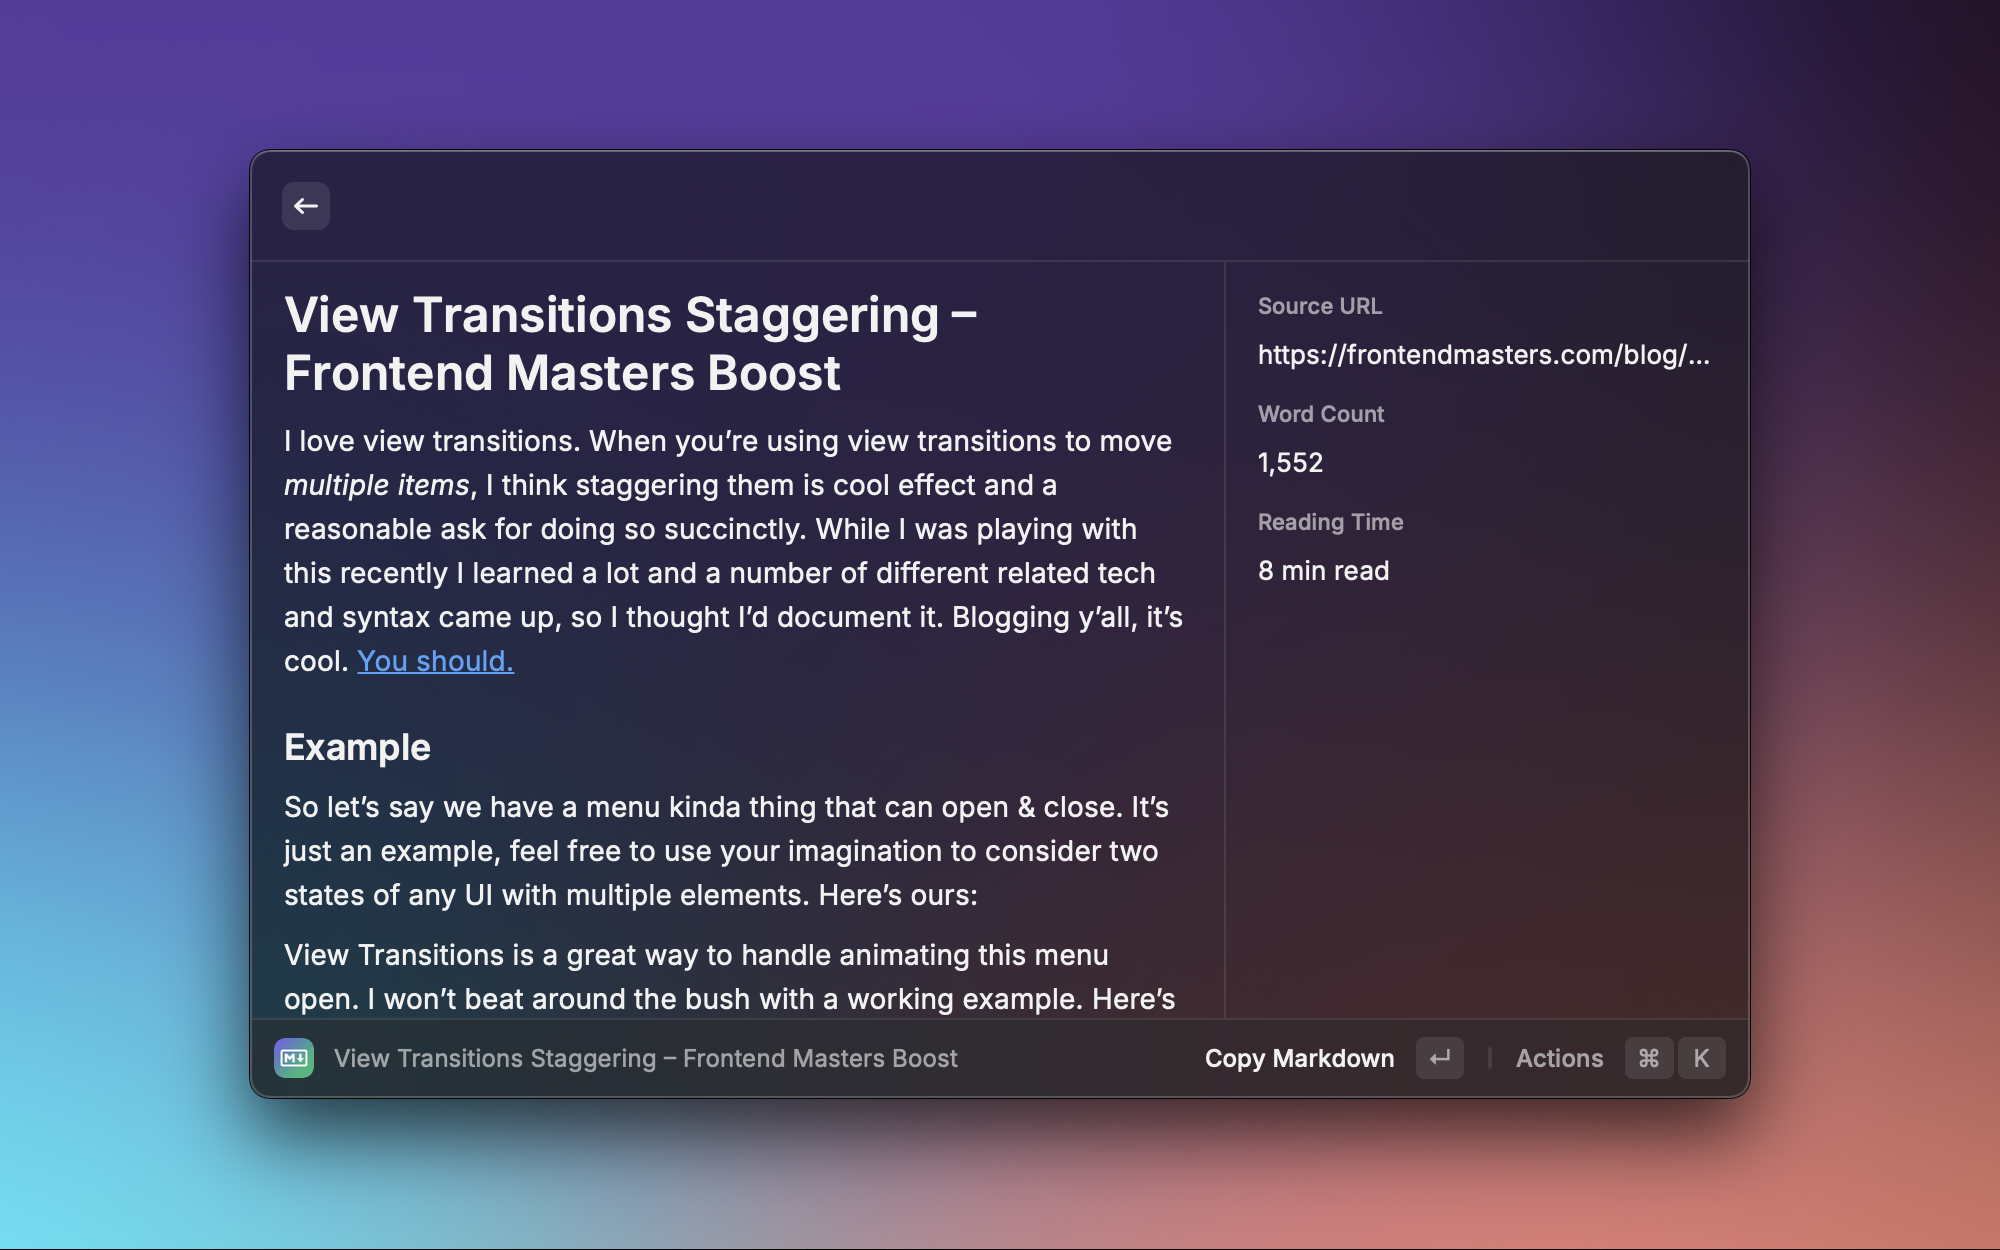 View Transitions Staggering –
Frontend Masters Boost
I love view transitions. When you’re using view transitions to move
multiple items, I think staggering them is cool effect and a
reasonable ask for doing so succinctly. While I was playing with
this recently I learned a lot and a number of different related tech
and syntax came up, so I thought I’d document it. Blogging y’all, it’s
cool. You should.
Example
So let’s say we have a menu kinda thing that can open & close. It’s
just an example, feel free to use your imagination to consider two
states of any UI with multiple elements. Here’s ours:
View Transitions is a great way to handle animating this menu
open. I won’t beat around the bush with a working example. Here’s
Source URL
https://frontendmasters.com/blog/...
Word Count
1,552
Reading Time
8 min read
M↓
View Transitions Staggering – Frontend Masters Boost
Copy Markdown ↵
Actions ⌘ K